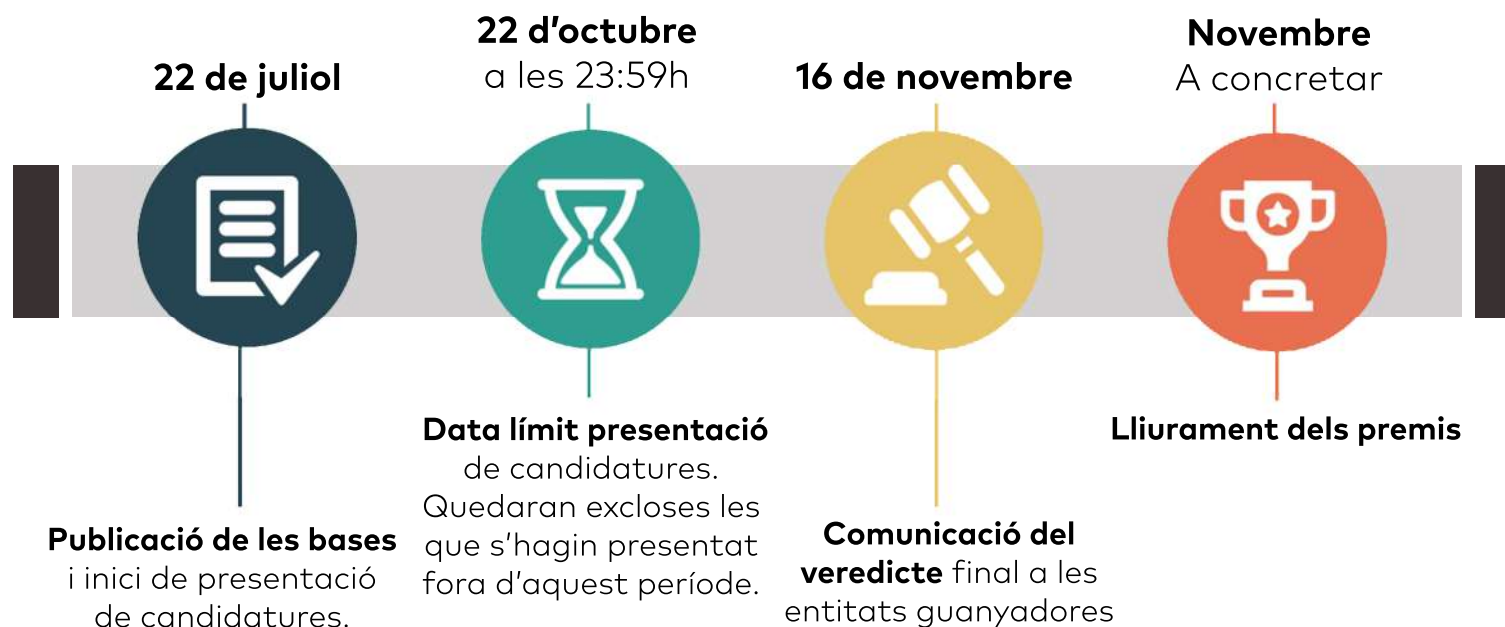 22 de juliol
Publicació de les bases
i inici de presentació
de candidatures.
22 d’octubre
a les 23:59h
Data límit presentació
de candidatures.
Quedaran excloses les
que s’hagin presentat
fora d’aquest període.
16 de novembre
Comunicació del
veredicte final a les
entitats guanyadores
Novembre
A concretar
Lliurament dels premis